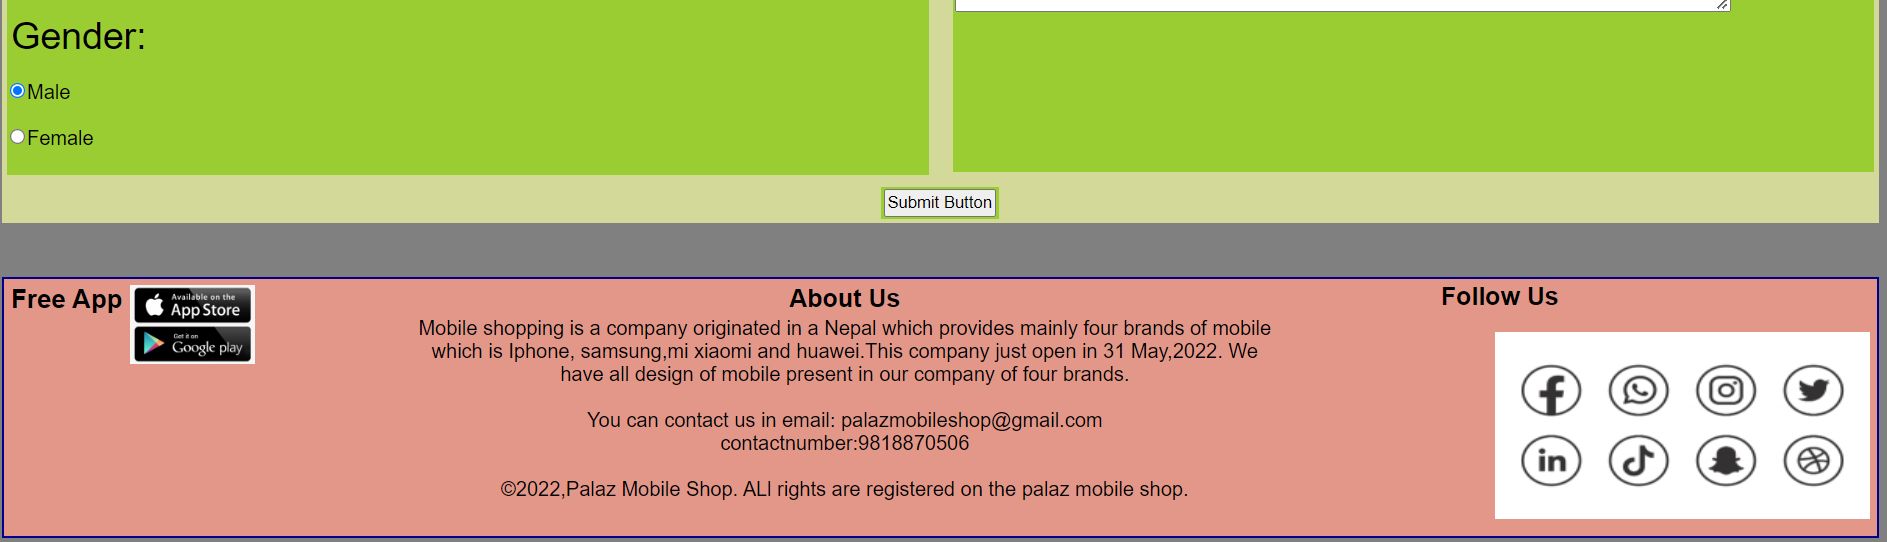 Gender:
Male
Female
Submit Button
Free App
Available on the
App Store
Get it on
Google play
About Us
Mobile shopping is a company originated in a Nepal which provides mainly four brands of mobile
which is Iphone, samsung,mi xiaomi and huawei.This company just open in 31 May,2022. We
have all design of mobile present in our company of four brands.
You can contact us in email: palazmobileshop@gmail.com
contactnumber:9818870506
©2022,Palaz Mobile Shop. ALl rights are registered on the palaz mobile shop.
Follow Us
f
in